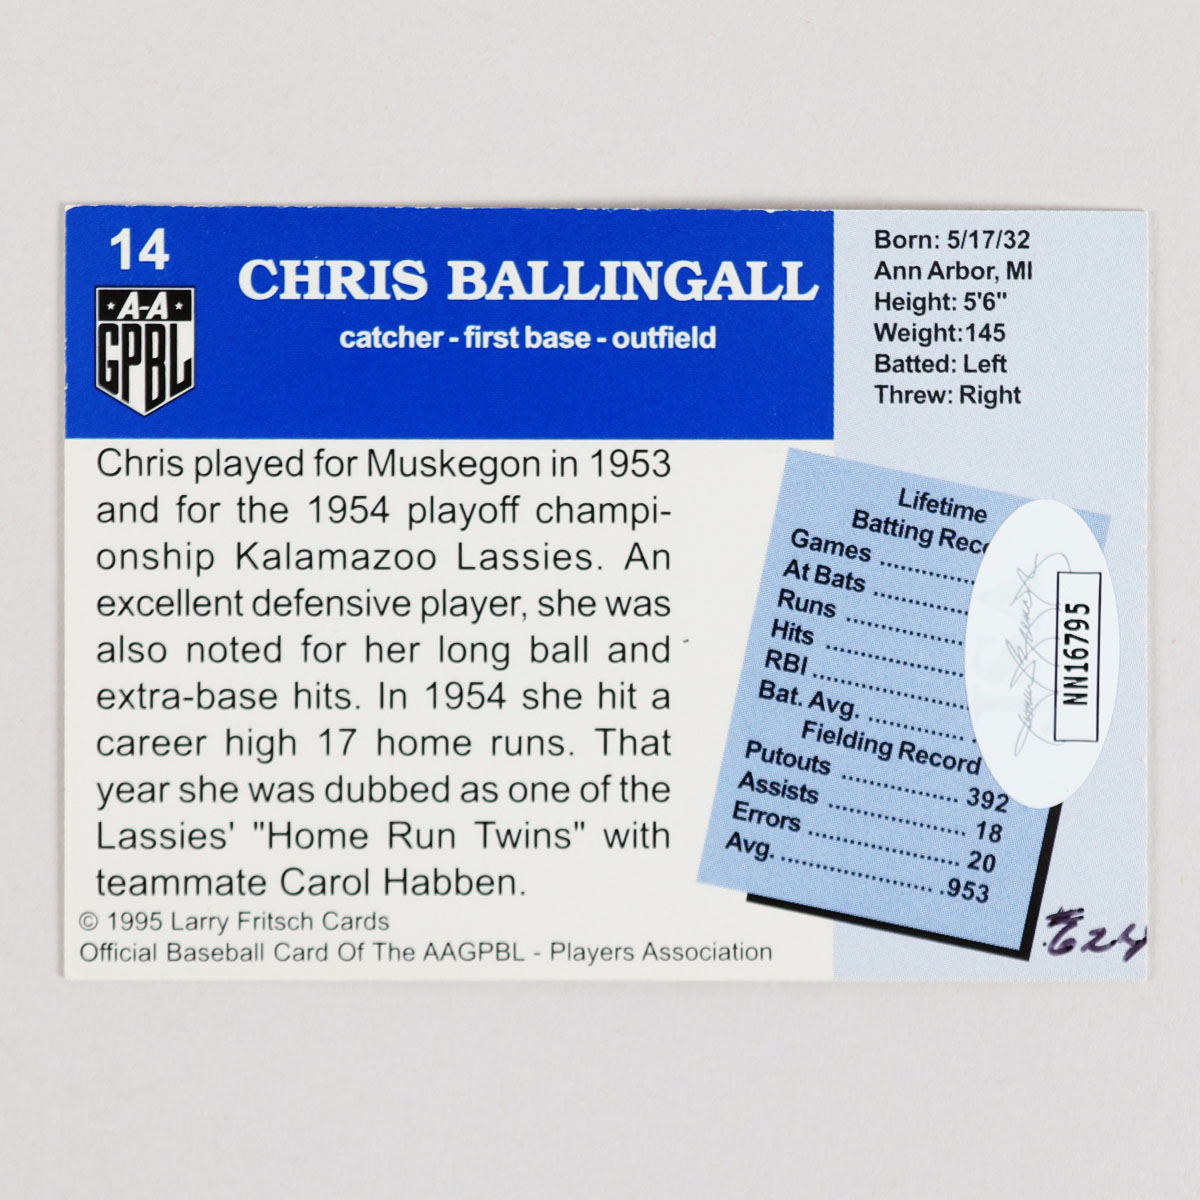 14
A-A
GPBL
CHRIS BALLINGALL
catcher - first base - outfield
Born: 5/17/32
Ann Arbor, MI
Height: 5'6"
Weight:145
Batted: Left
Threw: Right
Chris played for Muskegon in 1953
and for the 1954 playoff champi-
onship Kalamazoo Lassies. An
excellent defensive player, she was
also noted for her long ball and
extra-base hits. In 1954 she hit a
career high 17 home runs. That
year she was dubbed as one of the
Lassies' "Home Run Twins" with
teammate Carol Habben.
© 1995 Larry Fritsch Cards
Official Baseball Card Of The AAGPBL - Players Association
Lifetime
Batting
Games
At Bats
Runs
Hits
RBI
Bat. Avg.
Fielding Record
Putouts 392
Assists 18
Errors 20
Avg. .953
NN16795
#624